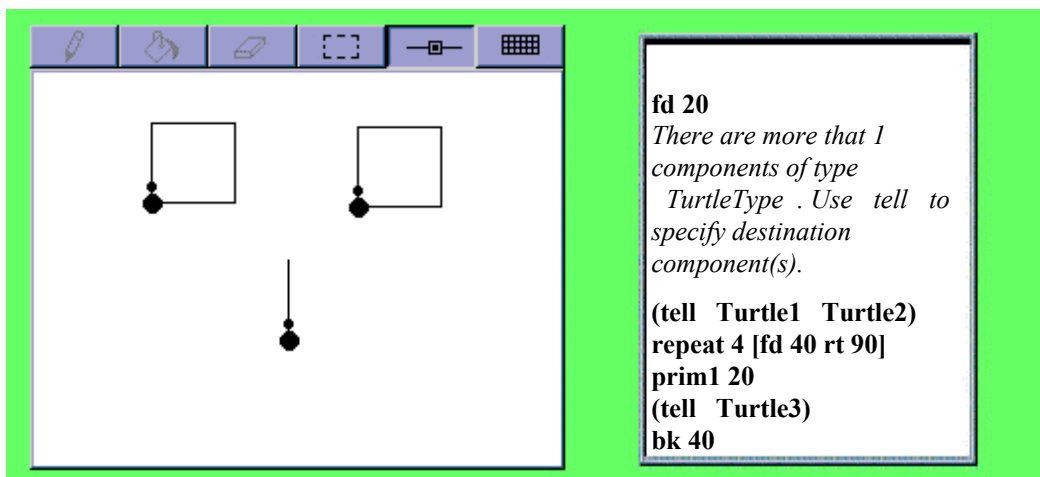 fd 20
There are more that 1
components of type
TurtleType . Use tell to
specify destination
component(s).
(tell Turtle1 Turtle2)
repeat 4 [fd 40 rt 90]
prim1 20
(tell Turtle3)
bk 40